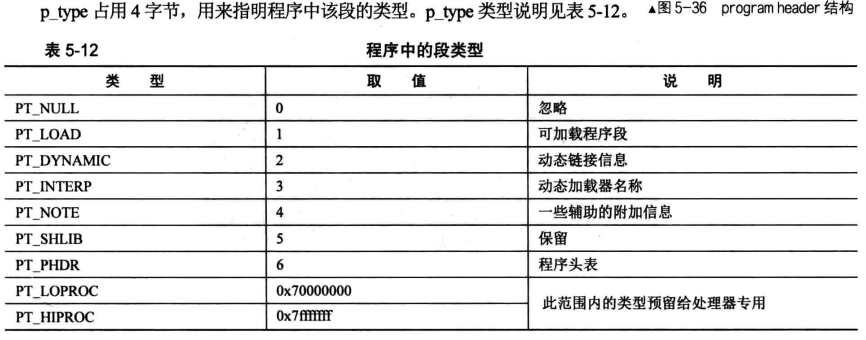 p_type 占用 4 字节，用来指明程序中该段的类型。p_type 类型说明见表 5-12。 ▲图 5-36 program header 结构
表 5-12 程序中的段类型
类 型 取 值 说 明
PT_NULL 0 忽略
PT_LOAD 1 可加载程序段
PT_DYNAMIC 2 动态链接信息
PT_INTERP 3 动态加载器名称
PT_NOTE 4 一些辅助的附加信息
PT_SHLIB 5 保留
PT_PHDR 6 程序头表
PT_LOPROC 0x70000000
此范围内的类型预留给处理器专用
PT_HIPROC 0x7fffffff